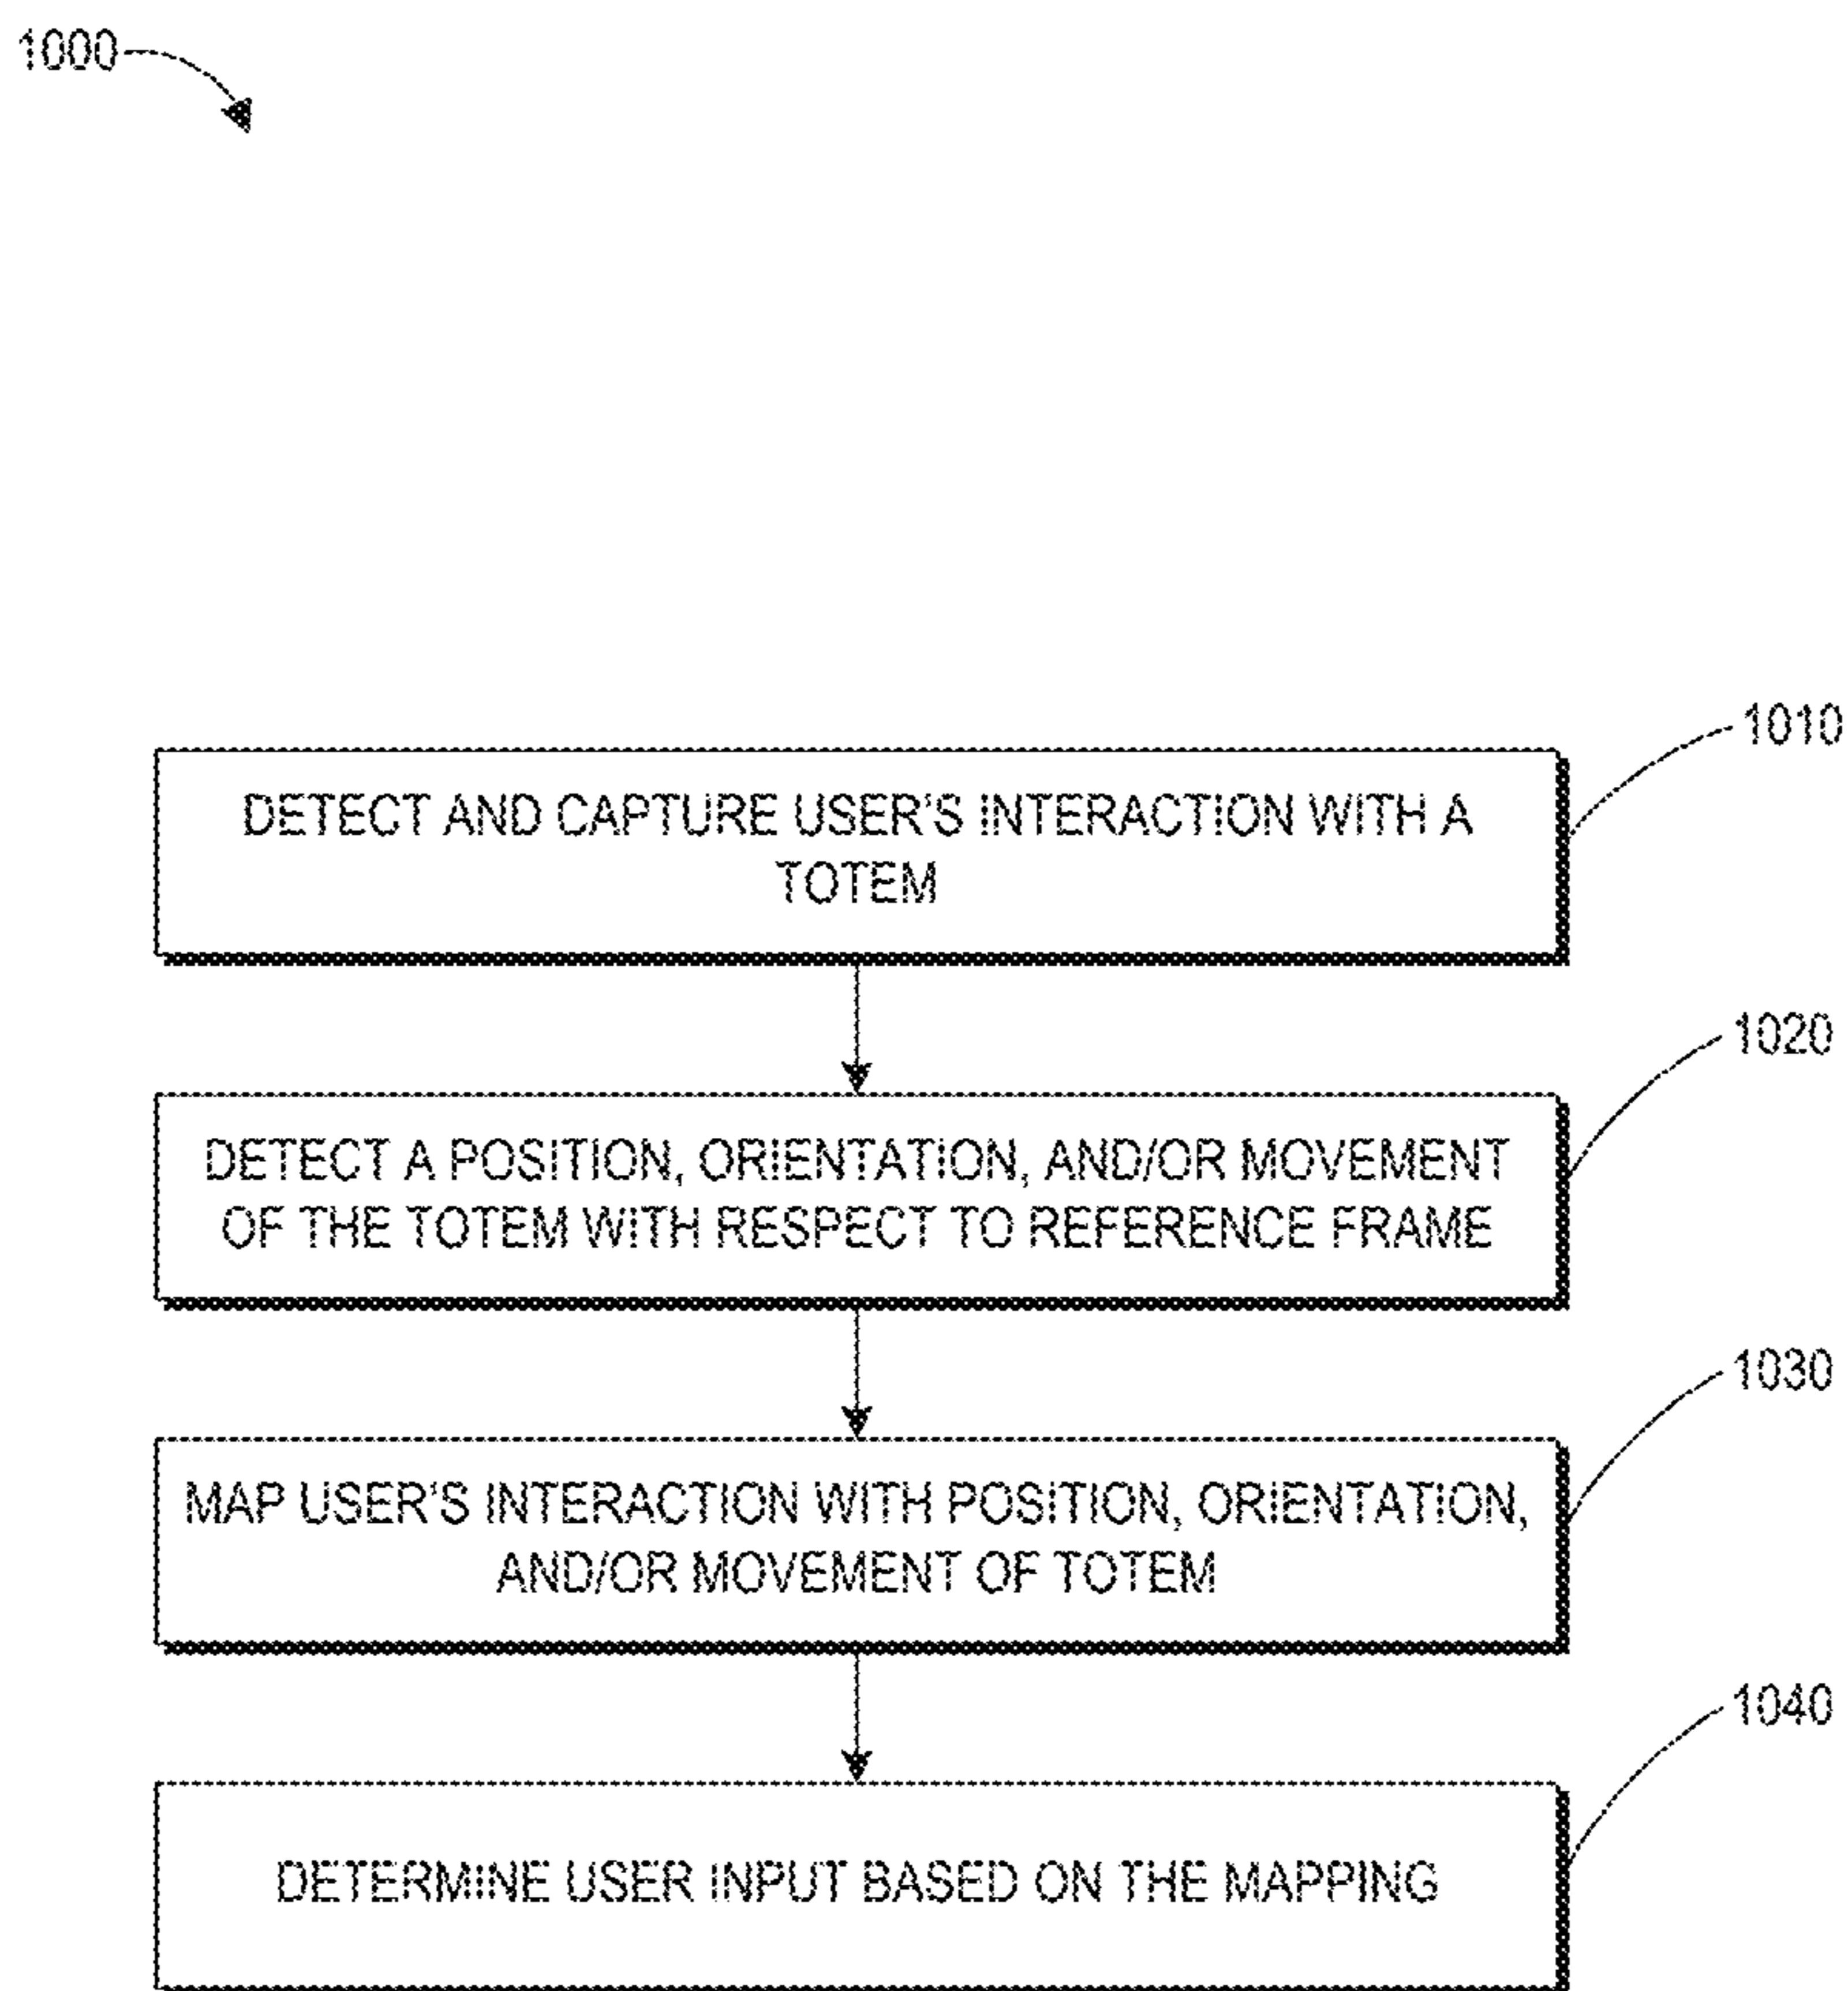 1000
1010
DETECT AND CAPTURE USER'S INTERACTION WITH A
TOTEM
1020
DETECT A POSITION, ORIENTATION, AND/OR MOVEMENT
OF THE TOTEM WITH RESPECT TO REFERENCE FRAME
1030
MAP USER'S INTERACTION WITH POSITION, ORIENTATION,
AND/OR MOVEMENT OF TOTEM
1040
DETERMINE USER INPUT BASED ON THE MAPPING